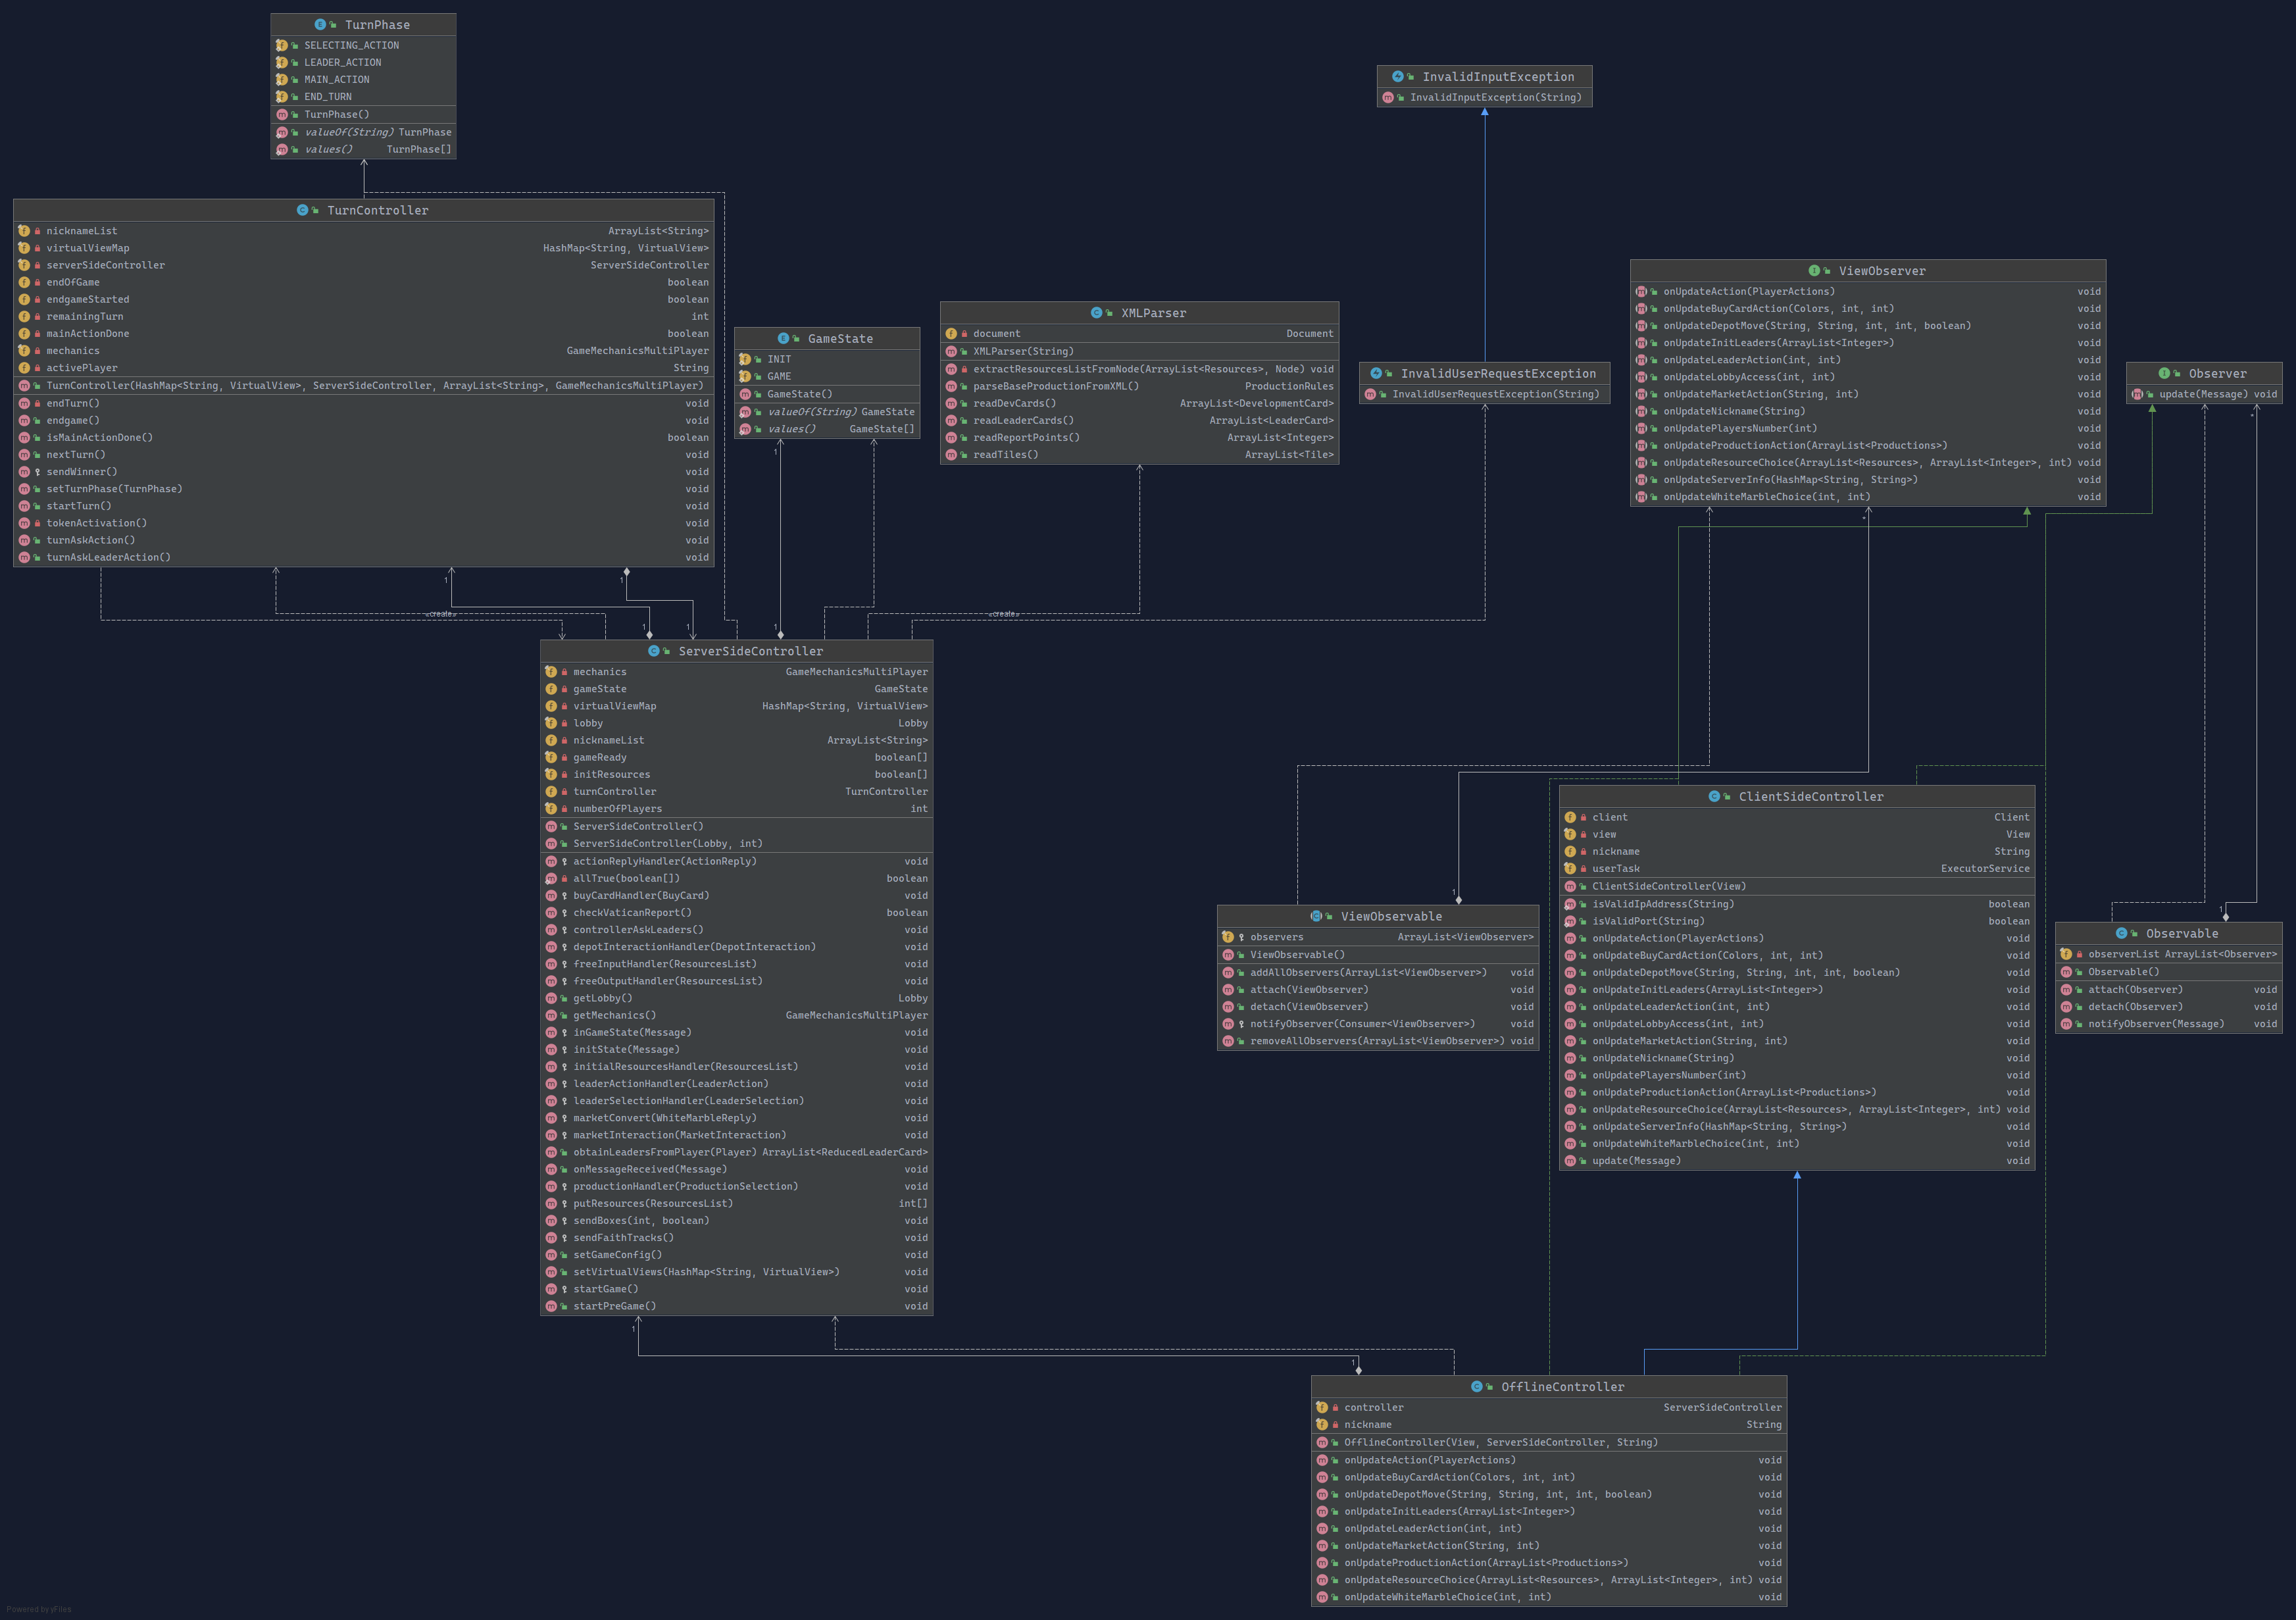 TurnPhase
SELECTING_ACTION
LEADER_ACTION
MAIN_ACTION
END_TURN
TurnPhase()
valueOf(String) TurnPhase
values() TurnPhase[]
InvalidInputException
InvalidInputException(String)
TurnController
nicknameList ArrayList<String>
virtualViewMap HashMap<String, VirtualView>
serverSideController ServerSideController
endOfGame boolean
endgameStarted boolean
remainingTurn int
mainActionDone boolean
mechanics GameMechanicsMultiPlayer
activePlayer String
TurnController(HashMap<String, VirtualView>, ServerSideController, ArrayList<String>, GameMechanicsMultiPlayer)
endTurn() void
endgame() void
isMainActionDone() boolean
nextTurn() void
sendWinner() void
setTurnPhase(TurnPhase) void
startTurn() void
tokenActivation() void
turnAskAction() void
turnAskLeaderAction() void
GameState
INIT
GAME
GameState()
valueOf(String) GameState
values() GameState[]
XMLParser
document Document
XMLParser(String)
extractResourcesListFromNode(ArrayList<Resources>, Node) void
parseBaseProductionFromXML() ProductionRules
readDevCards() ArrayList<DevelopmentCard>
readLeaderCards() ArrayList<LeaderCard>
readReportPoints() ArrayList<Integer>
readTiles() ArrayList<Tile>
InvalidUserRequestException
InvalidUserRequestException(String)
ViewObserver
onUpdateAction(PlayerActions) void
onUpdateBuyCardAction(Colors, int, int) void
onUpdateDepotMove(String, String, int, int, boolean) void
onUpdateInitLeaders(ArrayList<Integer>) void
onUpdateLeaderAction(int, int) void
onUpdateLobbyAccess(int, int) void
onUpdateMarketAction(String, int) void
onUpdateNickname(String) void
onUpdatePlayersNumber(int) void
onUpdateProductionAction(ArrayList<Productions>) void
onUpdateResourceChoice(ArrayList<Resources>, ArrayList<Integer>, int) void
onUpdateServerInfo(HashMap<String, String>) void
onUpdateWhiteMarbleChoice(int, int) void
Observer
update(Message) void
1
*
*
1
1
«create»
«create»
1
1
1
ServerSideController
mechanics GameMechanicsMultiPlayer
gameState GameState
virtualViewMap HashMap<String, VirtualView>
lobby Lobby
nicknameList ArrayList<String>
gameReady boolean[]
initResources boolean[]
turnController TurnController
numberOfPlayers int
ServerSideController()
ServerSideController(Lobby, int)
actionReplyHandler(ActionReply) void
allTrue(boolean[]) boolean
buyCardHandler(BuyCard) void
checkVaticanReport() boolean
controllerAskLeaders() void
depotInteractionHandler(DepotInteraction) void
freeInputHandler(ResourcesList) void
freeOutputHandler(ResourcesList) void
getLobby() Lobby
getMechanics() GameMechanicsMultiPlayer
inGameState(Message) void
initState(Message) void
initialResourcesHandler(ResourcesList) void
leaderActionHandler(LeaderAction) void
leaderSelectionHandler(LeaderSelection) void
marketConvert(WhiteMarbleReply) void
marketInteraction(MarketInteraction) void
obtainLeadersFromPlayer(Player) ArrayList<ReducedLeaderCard>
onMessageReceived(Message) void
productionHandler(ProductionSelection) void
putResources(ResourcesList) int[]
sendBoxes(int, boolean) void
sendFaithTracks() void
setGameConfig() void
setVirtualViews(HashMap<String, VirtualView>) void
startGame() void
startPreGame() void
1
ViewObservable
observers ArrayList<ViewObserver>
ViewObservable()
addAllObservers(ArrayList<ViewObserver>) void
attach(ViewObserver) void
detach(ViewObserver) void
notifyObserver(Consumer<ViewObserver>) void
removeAllObservers(ArrayList<ViewObserver>) void
ClientSideController
client Client
view View
nickname String
userTask ExecutorService
ClientSideController(View)
isValidIpAddress(String) boolean
isValidPort(String) boolean
onUpdateAction(PlayerActions) void
onUpdateBuyCardAction(Colors, int, int) void
onUpdateDepotMove(String, String, int, int, boolean) void
onUpdateInitLeaders(ArrayList<Integer>) void
onUpdateLeaderAction(int, int) void
onUpdateLobbyAccess(int, int) void
onUpdateMarketAction(String, int) void
onUpdateNickname(String) void
onUpdatePlayersNumber(int) void
onUpdateProductionAction(ArrayList<Productions>) void
onUpdateResourceChoice(ArrayList<Resources>, ArrayList<Integer>, int) void
onUpdateServerInfo(HashMap<String, String>) void
onUpdateWhiteMarbleChoice(int, int) void
update(Message) void
1
Observable
observerList ArrayList<Observer>
Observable()
attach(Observer) void
detach(Observer) void
notifyObserver(Message) void
1
1
OfflineController
controller ServerSideController
nickname String
OfflineController(View, ServerSideController, String)
onUpdateAction(PlayerActions) void
onUpdateBuyCardAction(Colors, int, int) void
onUpdateDepotMove(String, String, int, int, boolean) void
onUpdateInitLeaders(ArrayList<Integer>) void
onUpdateLeaderAction(int, int) void
onUpdateMarketAction(String, int) void
onUpdateProductionAction(ArrayList<Productions>) void
onUpdateResourceChoice(ArrayList<Resources>, ArrayList<Integer>, int) void
onUpdateWhiteMarbleChoice(int, int) void
Powered by yFiles